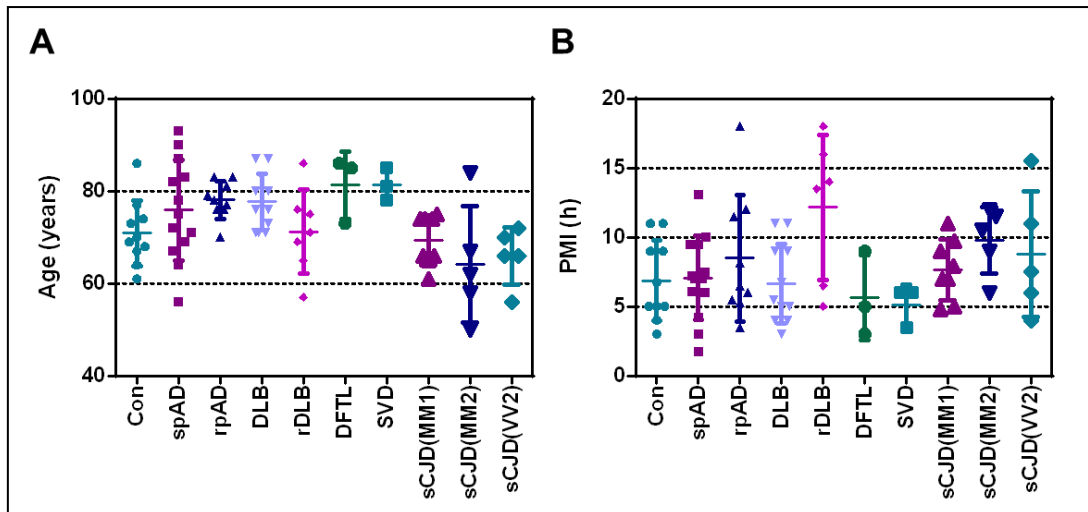 A
B
Age (years)
100
80
60
40
Con
spAD
rpAD
DLB
rDLB
DFTL
SVD
sCJD(MM1)-
sCJD(MM2)-
sCJD(VV2)-
PMI (h)
20
15
10
5
0
Con
spAD
rpAD
DLB
rDLB
DFTL
SVD
sCJD(MM1)-
sCJD(MM2)-
sCJD(VV2)-